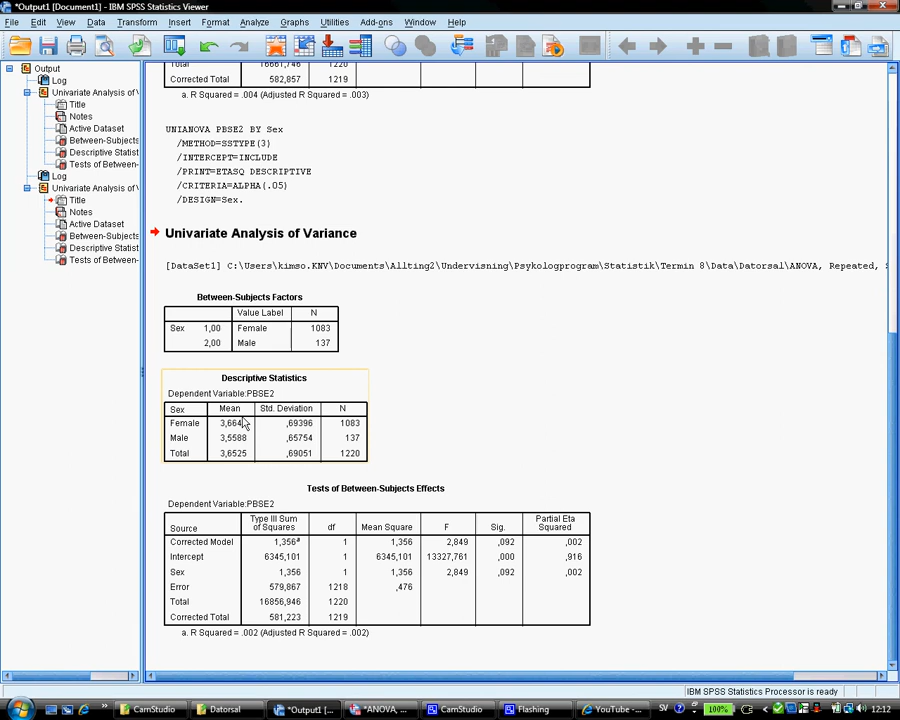 *Output1 [Document1] - IBM SPSS Statistics Viewer
File Edit View Data Transform Insert Format Analyze Graphs Utilities Add-ons Window Help
Output
Log
Univariate Analysis of V
Title
Notes
Active Dataset
Between-Subjects
Descriptive Statist
Tests of Between-
Log
Univariate Analysis of V
Title
Notes
Active Dataset
Between-Subjects
Descriptive Statist
Tests of Between-
Total 16661,746 1220
Corrected Total 582,857 1219
a. R Squared = .004 (Adjusted R Squared = .003)
UNIANOVA PBSE2 BY Sex
/METHOD=SSTYPE(3)
/INTERCEPT=INCLUDE
/PRINT=ETASQ DESCRIPTIVE
/CRITERIA=ALPHA(.05)
/DESIGN=Sex.
Univariate Analysis of Variance
[DataSet1] C:\Users\kimso.KNV\Documents\Allting2\Undervisning\Psykologprogram\Statistik\Termin 8\Data\Datorsal\ANOVA, Repeated,
Between-Subjects Factors
Value Label N
Sex 1,00 Female 1083
2,00 Male 137
Descriptive Statistics
Dependent Variable:PBSE2
Sex Mean Std. Deviation N
Female 3,664 ,69396 1083
Male 3,5588 ,65754 137
Total 3,6525 ,69051 1220
Tests of Between-Subjects Effects
Dependent Variable:PBSE2
Source Type III Sum of Squares df Mean Square F Sig. Partial Eta Squared
Corrected Model 1,356a 1 1,356 2,849 ,092 ,002
Intercept 6345,101 1 6345,101 13327,761 ,000 ,916
Sex 1,356 1 1,356 2,849 ,092 ,002
Error 579,867 1218 ,476
Total 16856,946 1220
Corrected Total 581,223 1219
a. R Squared = .002 (Adjusted R Squared = .002)
IBM SPSS Statistics Processor is ready
CamStudio Datorsal *Output1 [... *ANOVA, ... CamStudio Flashing YouTube -... SV 100% 12:12